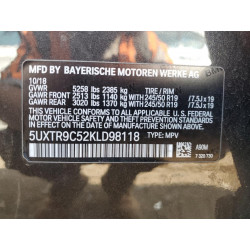 MFD BY BAYERISCHE MOTOREN WERKE AG
10/18
GVWR 5258 lbs 2385 kg TIRE / RIM
GAWR FRONT 2513 lbs 1140 kg WITH 245/50 R19 / 7.5J x 19
GAWR REAR 3020 lbs 1370 kg WITH 245/50 R19 / 7.5J x 19
THIS VEHICLE CONFORMS TO ALL APPLICABLE
U.S. FEDERAL MOTOR VEHICLE SAFETY AND
THEFT PREVENTION STANDARDS IN EFFECT ON
THE DATE OF MANUFACTURE SHOWN ABOVE
5UXTR9C52KLD98118 TYPE: MPV
A90M